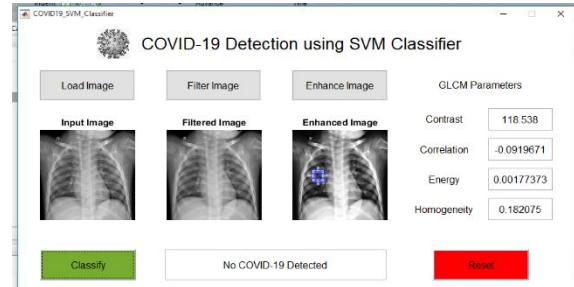 COVID19_SVM_Classifier
COVID-19 Detection using SVM Classifier
Load Image
Filter Image
Enhance Image
GLCM Parameters
Input Image
Filtered Image
Enhanced Image
Contrast
118.538
Correlation
-0.0919671
Energy
0.00177373
Homogeneity
0.182075
Classify
No COVID-19 Detected
Reset